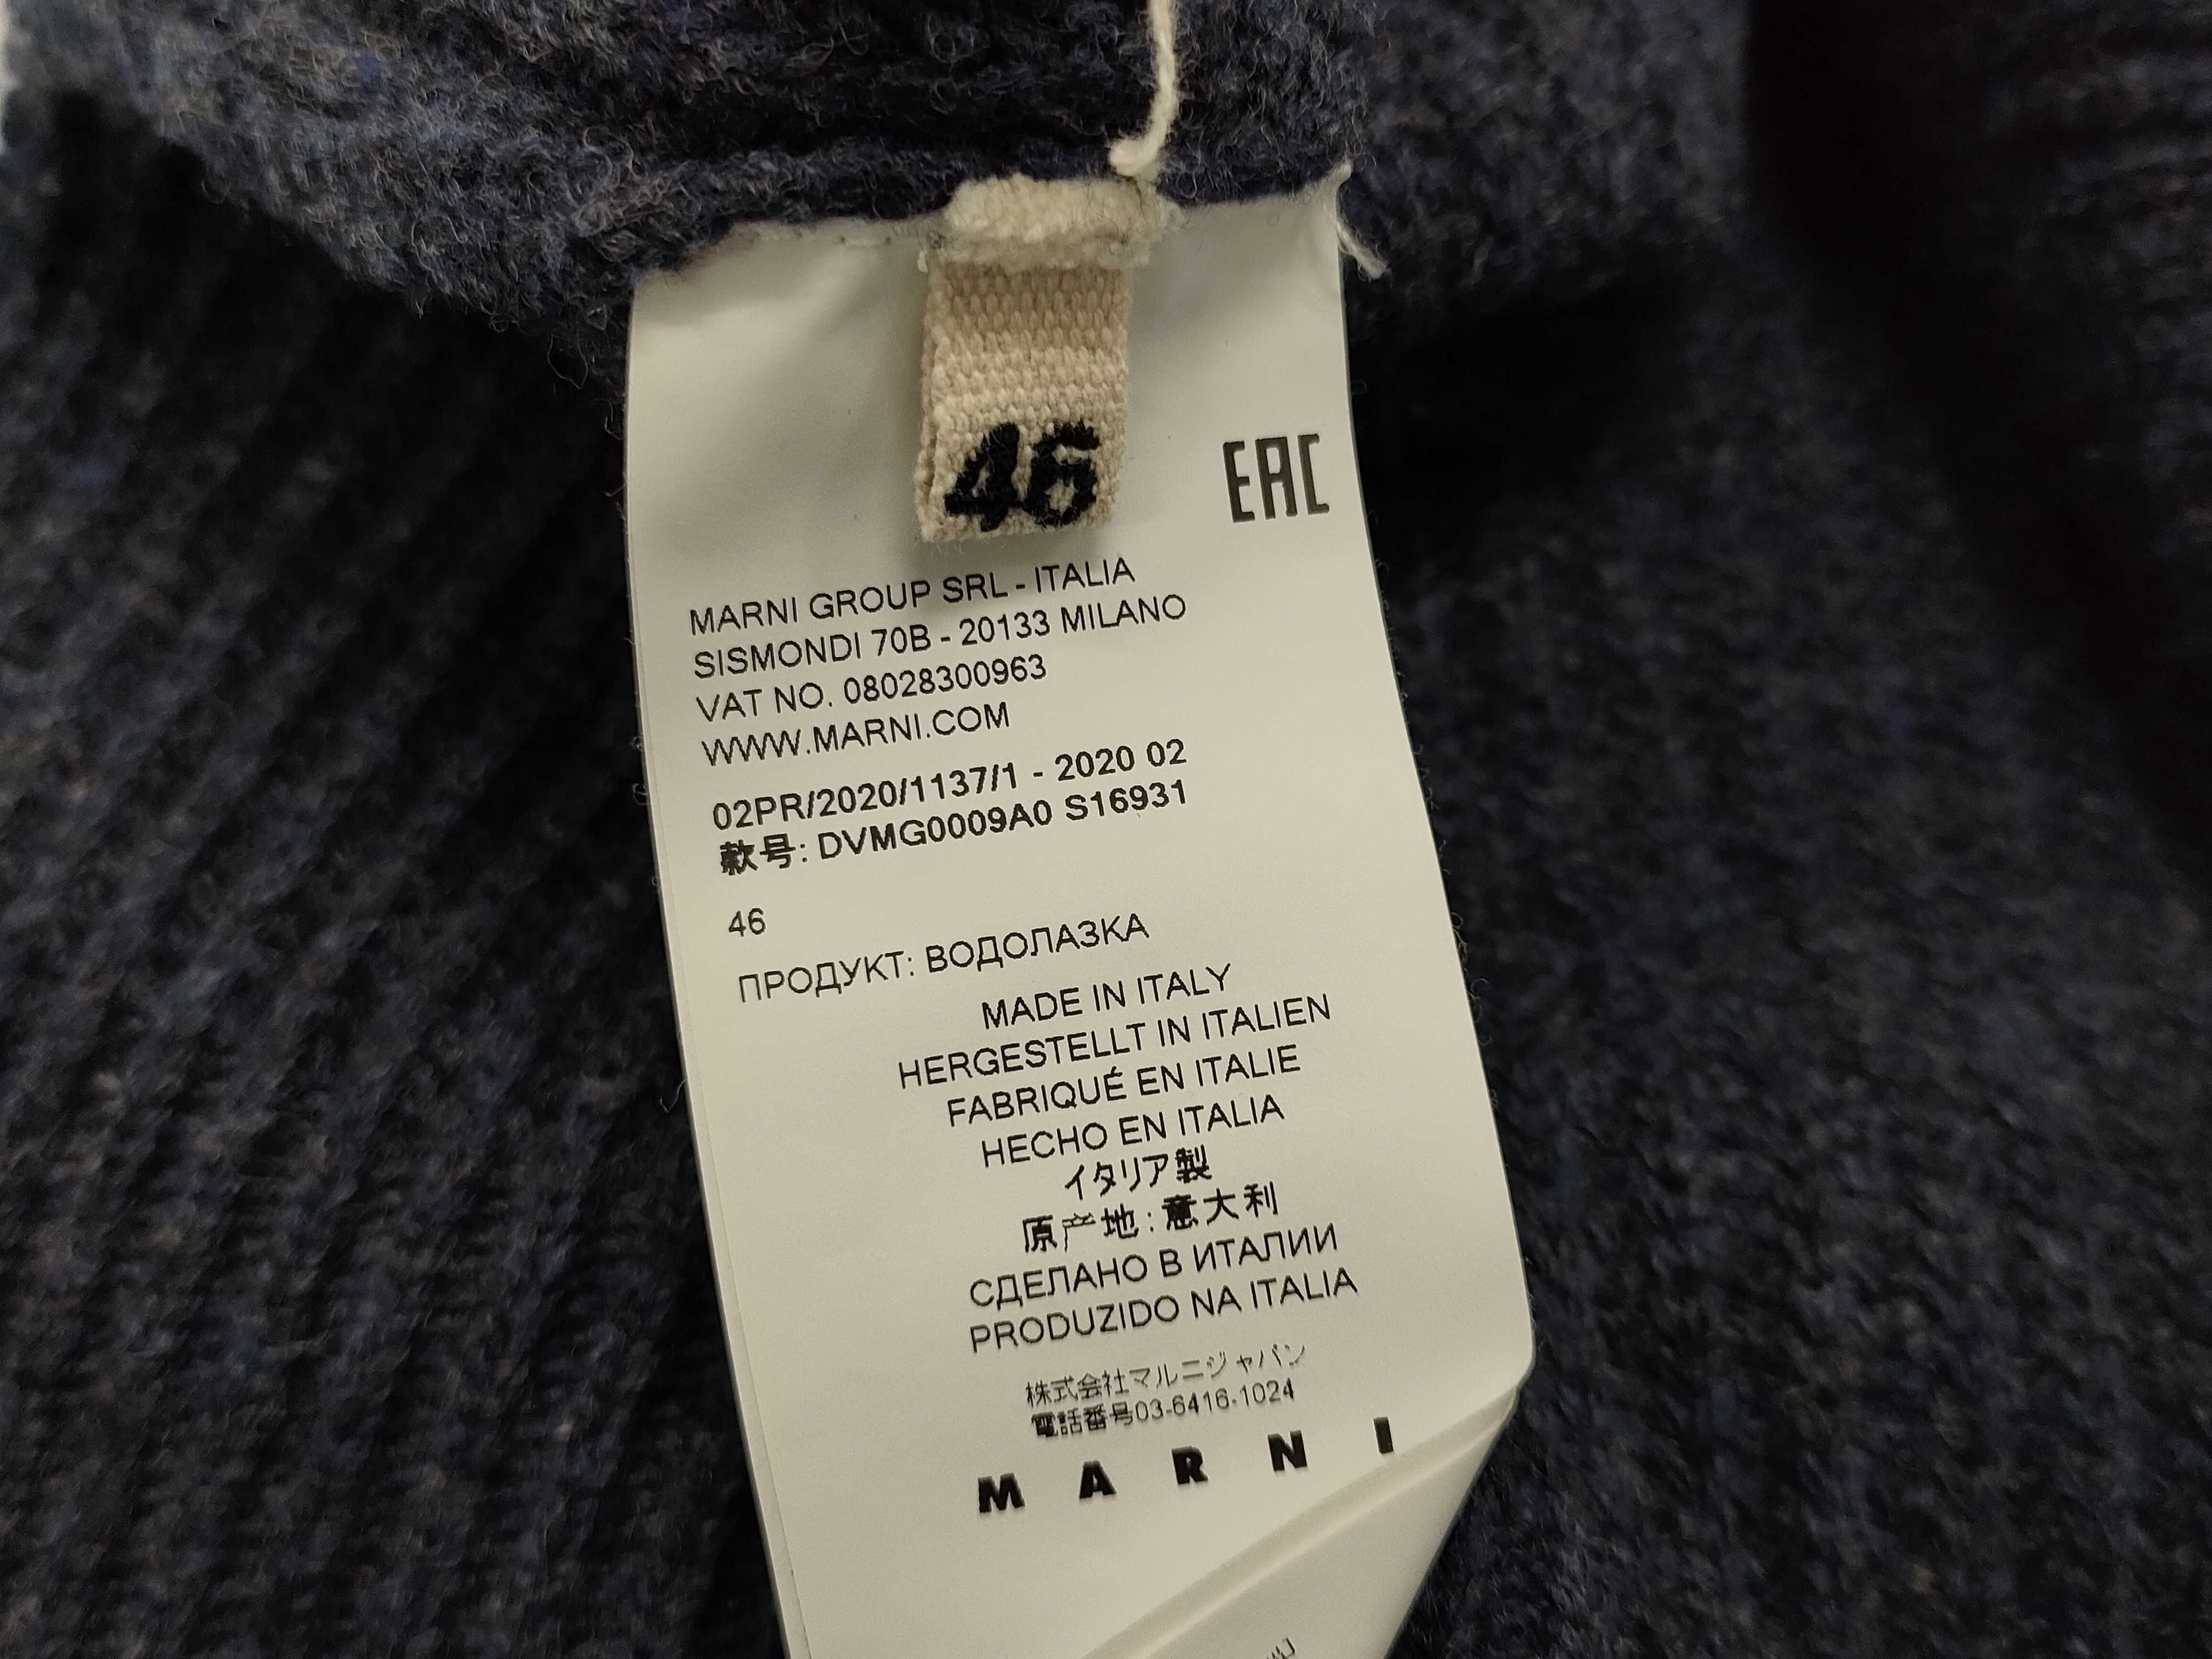 46
EAC
MARNI GROUP SRL - ITALIA
SISMONDI 70B - 20133 MILANO
VAT NO. 08028300963
WWW.MARNI.COM
02PR/2020/1137/1 - 2020 02
款号: DVMG0009A0 S16931
46
ПРОДУКТ: ВОДОЛАЗКА
MADE IN ITALY
HERGESTELLT IN ITALIEN
FABRIQUÉ EN ITALIE
HECHO EN ITALIA
イタリア製
原产地:意大利
СДЕЛАНО В ИТАЛИИ
PRODUZIDO NA ITALIA
株式会社マルニジャパン
電話番号03-6416-1024
MARNI